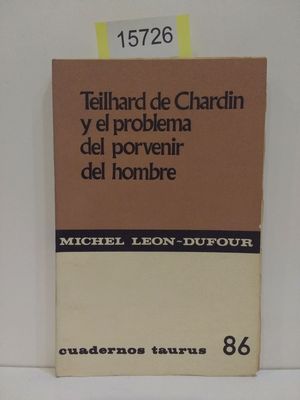 15726
Teilhard de Chardin
y el problema
del porvenir
del hombre
MICHEL LEON-DUFOUR
cuadernos taurus 86